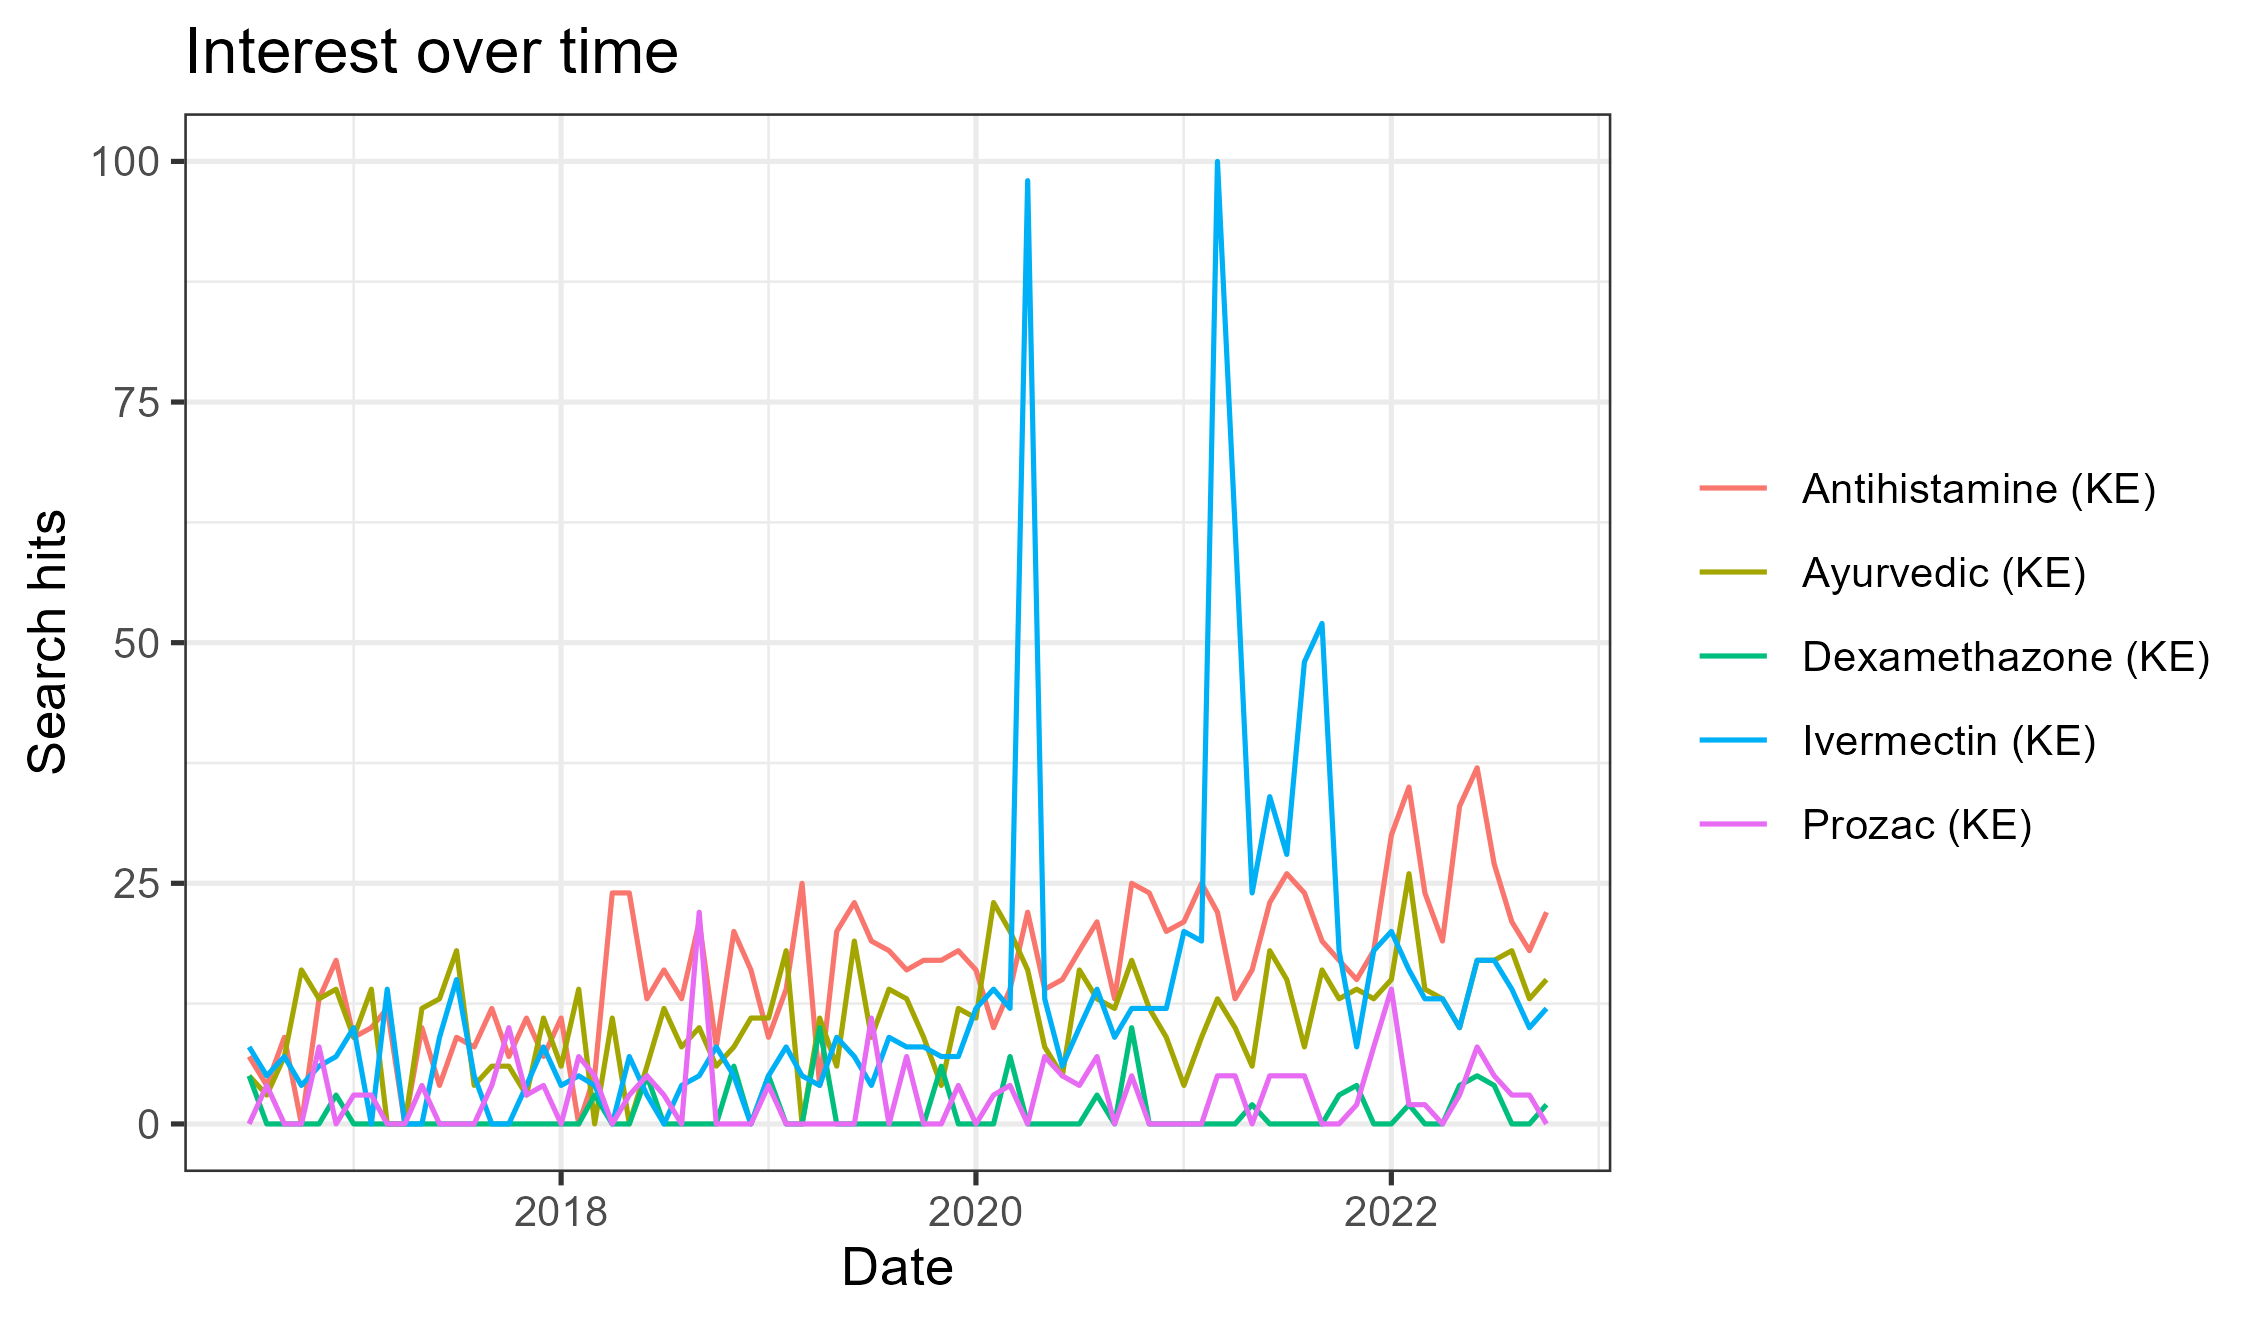 Interest over time
100
75
50
25
0
Search hits
2018
2020
2022
Date
Antihistamine (KE)
Ayurvedic (KE)
Dexamethazone (KE)
Ivermectin (KE)
Prozac (KE)